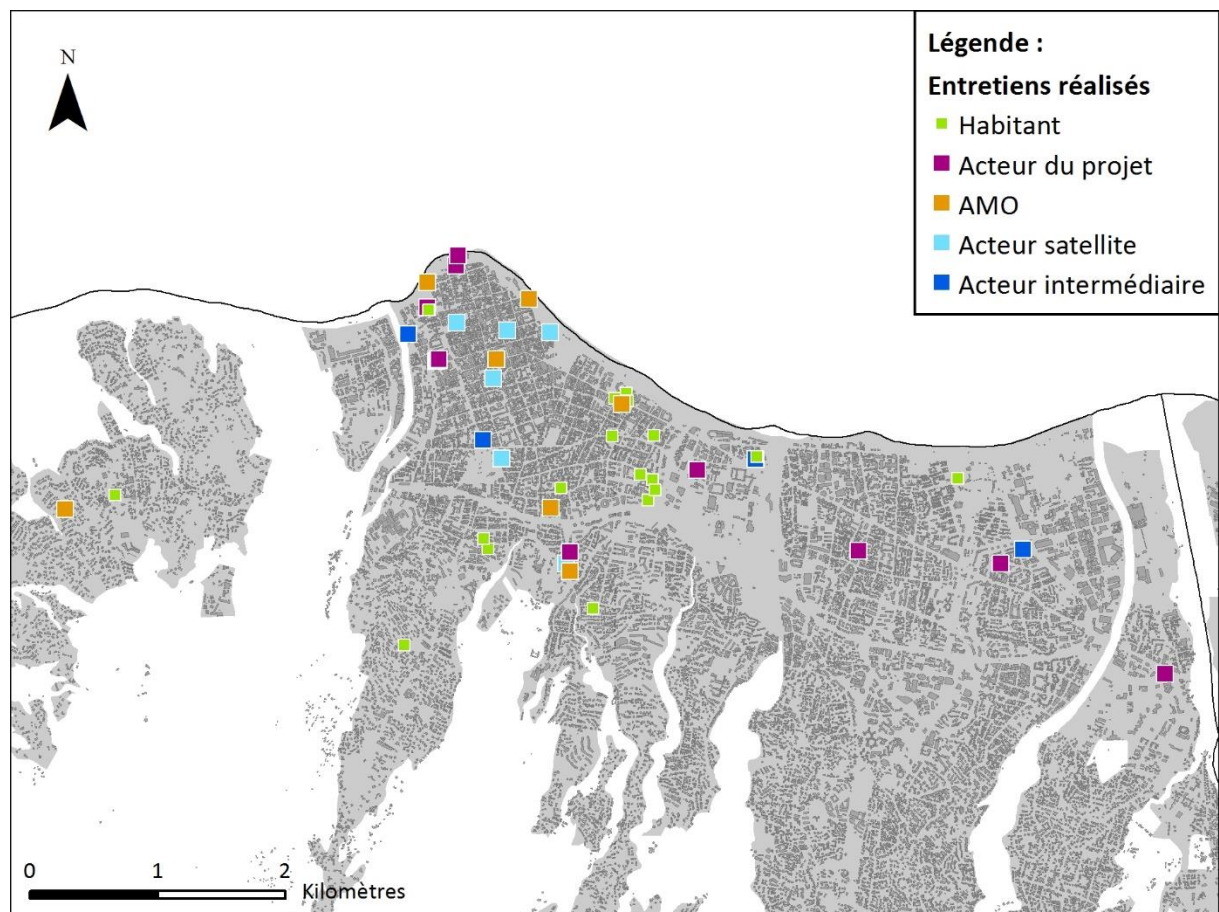 Légende :
Entretiens réalisés
Habitant
Acteur du projet
AMO
Acteur satellite
Acteur intermédiaire
N
0 1 2
Kilomètres